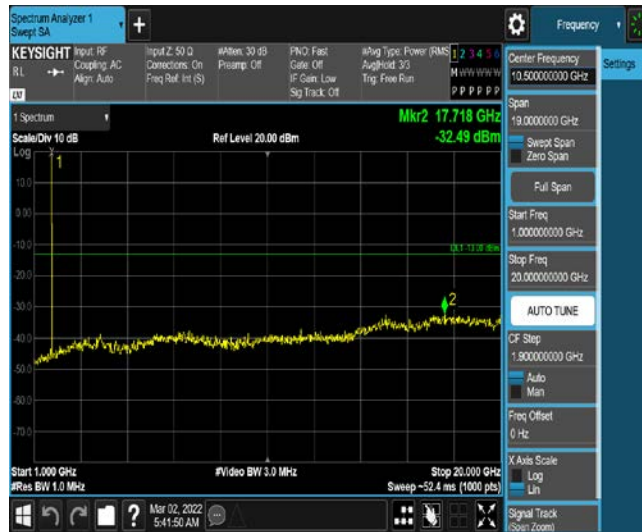 Spectrum Analyzer 1
Swept SA
Frequency
KEYSIGHT
RL
LXI
Input: RF
Coupling: AC
Align: Auto
Input Z: 50 Ω
Corrections: On
Freq Ref: Int (S)
#Atten: 30 dB
Preamp: Off
PNO: Fast
Gate: Off
IF Gain: Low
Sig Track: Off
#Avg Type: Power (RMS
Avg|Hold: 3/3
Trig: Free Run
1 2 3 4 5 6
M W W W W W
P P P P P P
1 Spectrum
Scale/Div 10 dB
Ref Level 20.00 dBm
Mkr2 17.718 GHz
-32.49 dBm
Log
1
10.0
0.00
-10.0
DL1 -13.00 dBm
-20.0
2
-30.0
-40.0
-50.0
-60.0
-70.0
Start 1.000 GHz
#Video BW 3.0 MHz
Stop 20.000 GHz
#Res BW 1.0 MHz
Sweep ~52.4 ms (1000 pts)
?
Mar 02, 2022
5:41:50 AM
Center Frequency
10.500000000 GHz
Settings
Span
19.0000000 GHz
Swept Span
Zero Span
Full Span
Start Freq
1.000000000 GHz
Stop Freq
20.000000000 GHz
AUTO TUNE
CF Step
1.900000000 GHz
Auto
Man
Freq Offset
0 Hz
X Axis Scale
Log
Lin
Signal Track
(Span Zoom)